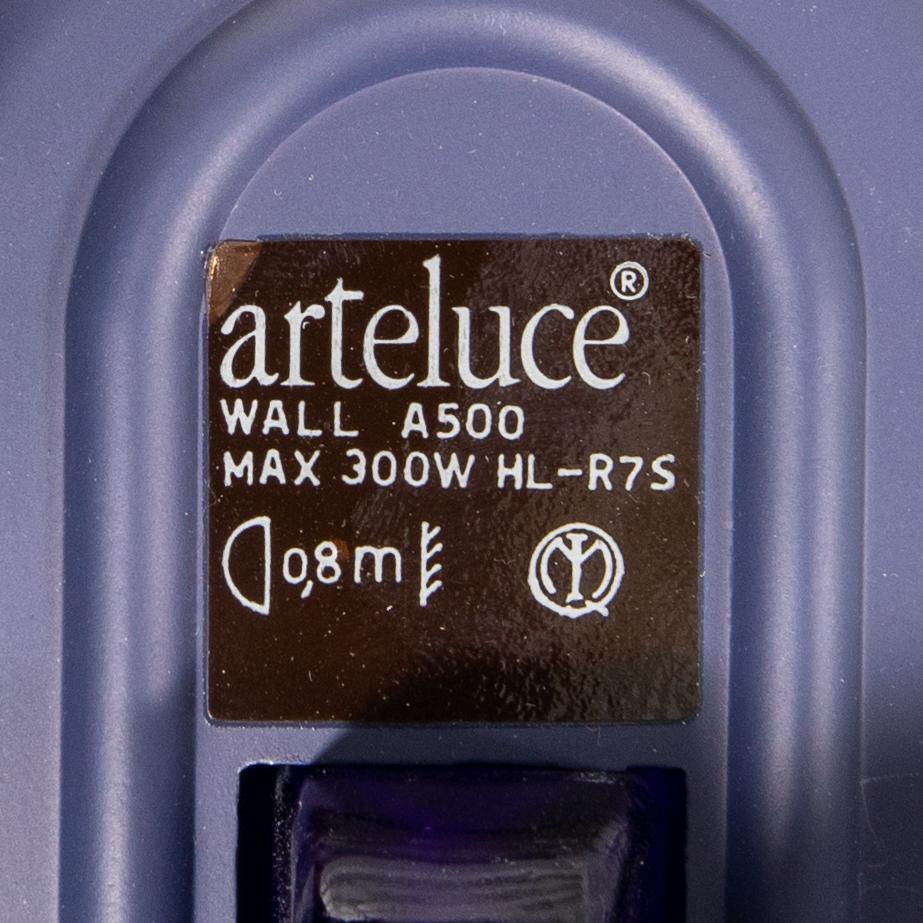 arteluce®
WALL A500
MAX 300W HL-R7S
0,8m